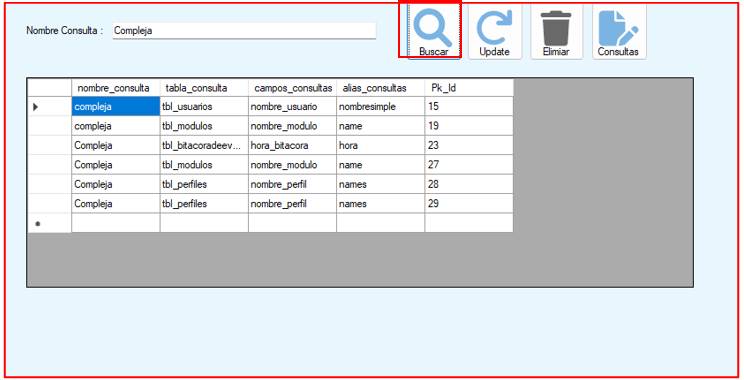 Nombre Consulta : Compleja
Buscar Update Elimiar Consultas
nombre_consulta tabla_consulta campos_consultas alias_consultas Pk_Id
compleja tbl_usuarios nombre_usuario nombresimple 15
compleja tbl_modulos nombre_modulo name 19
Compleja tbl_bitacoradeev... hora_bitacora hora 23
Compleja tbl_modulos nombre_modulo name 27
Compleja tbl_perfiles nombre_perfil names 28
Compleja tbl_perfiles nombre_perfil names 29